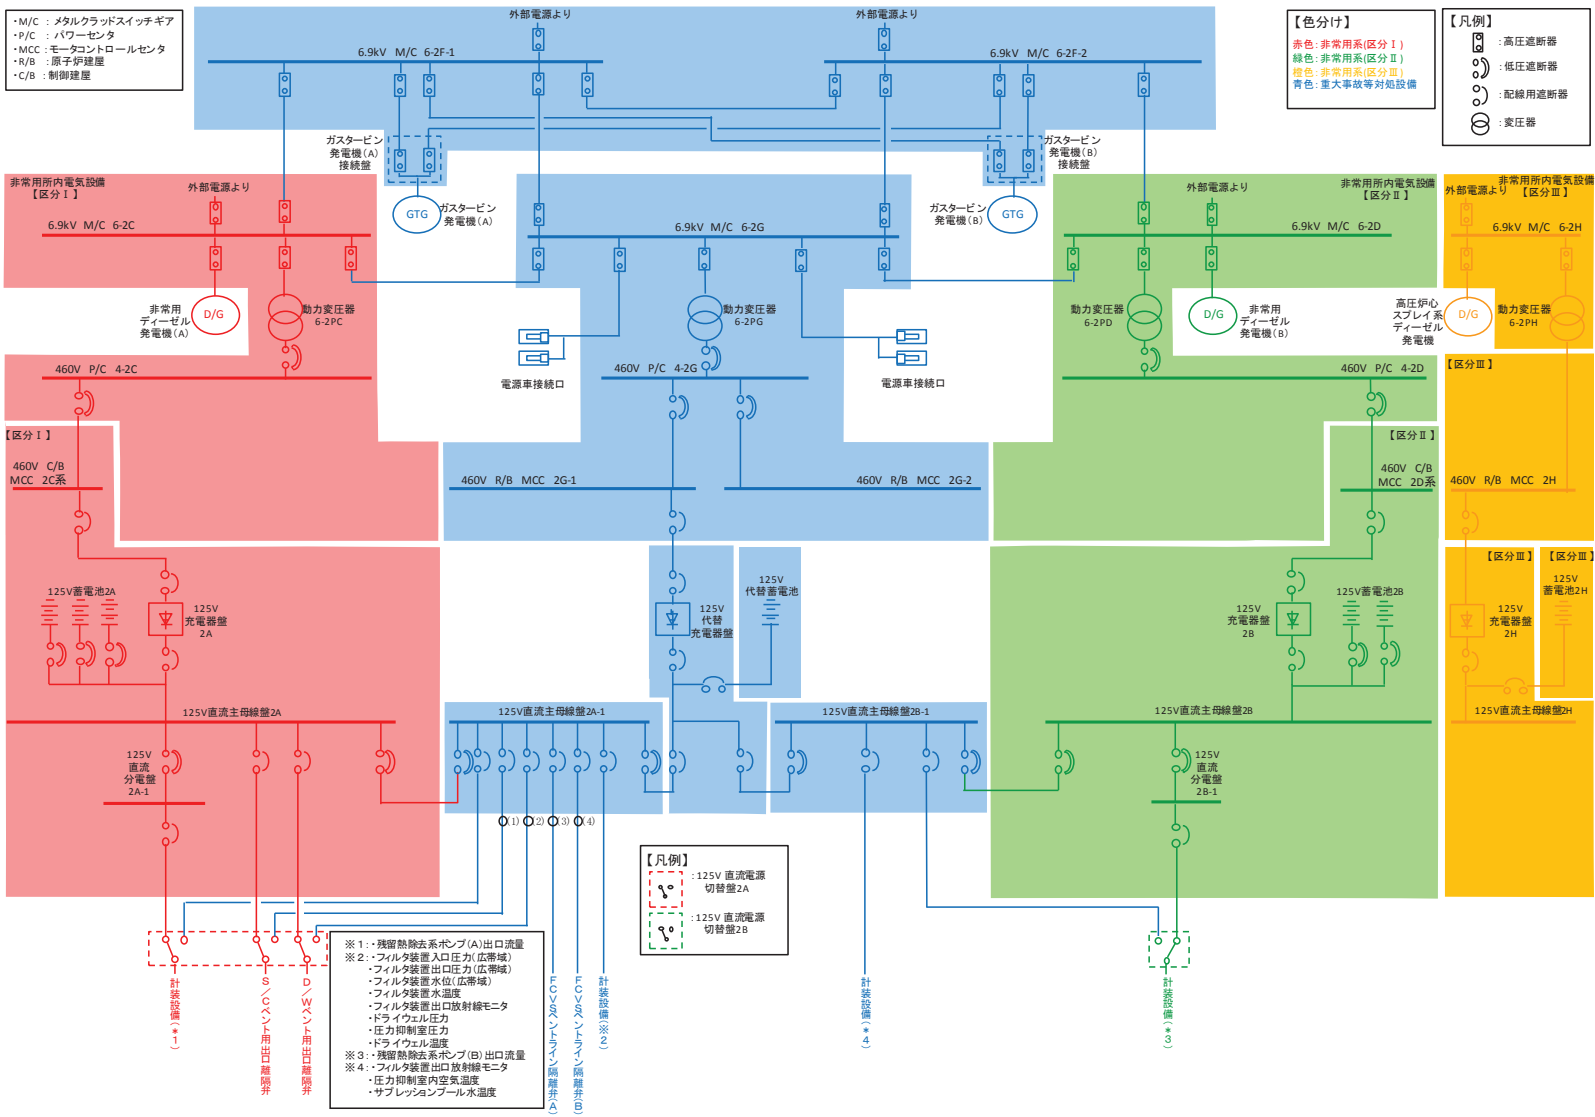 ・M/C ：メタルクラッドスイッチギア
・P/C ：パワーセンタ
・MCC：モータコントロールセンタ
・R/B ：原子炉建屋
・C/B ：制御建屋
外部電源より
外部電源より
6.9kV M/C 6-2F-1
6.9kV M/C 6-2F-2
【色分け】
赤色：非常用系(区分Ⅰ)
緑色：非常用系(区分Ⅱ)
橙色：非常用系(区分Ⅲ)
青色：重大事故等対処設備
【凡例】
：高圧遮断器
：低圧遮断器
：配線用遮断器
：変圧器
ガスタービン
発電機(A)
接続盤
ガスタービン
発電機(B)
接続盤
非常用所内電気設備
【区分Ⅰ】
外部電源より
6.9kV M/C 6-2C
GTG
ガスタービン
発電機(A)
6.9kV M/C 6-2G
ガスタービン
発電機(B)
GTG
外部電源より
非常用所内電気設備
【区分Ⅱ】
6.9kV M/C 6-2D
非常用所内電気設備
外部電源より
【区分Ⅲ】
6.9kV M/C 6-2H
非常用
ディーゼル
発電機(A)
D/G
動力変圧器
6-2PC
動力変圧器
6-2PG
動力変圧器
6-2PD
D/G
非常用
ディーゼル
発電機(B)
高圧炉心
スプレイ系
ディーゼル
発電機
D/G
動力変圧器
6-2PH
460V P/C 4-2C
電源車接続口
460V P/C 4-2G
電源車接続口
460V P/C 4-2D
【区分Ⅲ】
【区分Ⅰ】
460V C/B
MCC 2C系
460V R/B MCC 2G-1
460V R/B MCC 2G-2
【区分Ⅱ】
460V C/B
MCC 2D系
460V R/B MCC 2H
125V蓄電池2A
125V
充電器盤
2A
125V
代替
充電器盤
125V
代替蓄電池
125V
充電器盤
2B
125V蓄電池2B
【区分Ⅲ】
125V
充電器盤
2H
【区分Ⅲ】
125V
蓄電池2H
125V直流主母線盤2A
125V直流主母線盤2A-1
125V直流主母線盤2B-1
125V直流主母線盤2B
125V直流主母線盤2H
125V
直流
分電盤
2A-1
125V
直流
分電盤
2B-1
(1)
(2)
(3)
(4)
【凡例】
：125V 直流電源
切替盤2A
：125V 直流電源
切替盤2B
計装設備(*1)
S/Cベント用出口隔離弁
D/Wベント用出口隔離弁
※1：・残留熱除去系ポンプ(A)出口流量
※2：・フィルタ装置入口圧力(広帯域)
・フィルタ装置出口圧力(広帯域)
・フィルタ装置水位(広帯域)
・フィルタ装置水温度
・フィルタ装置出口放射線モニタ
・ドライウェル圧力
・圧力抑制室圧力
・ドライウェル温度
※3：・残留熱除去系ポンプ(B)出口流量
※4：・フィルタ装置出口放射線モニタ
・圧力抑制室内空気温度
・サプレッションプール水温度
FCVSベントライン隔離弁(A)
FCVSベントライン隔離弁(B)
計装設備(※2)
計装設備(*4)
計装設備(*3)